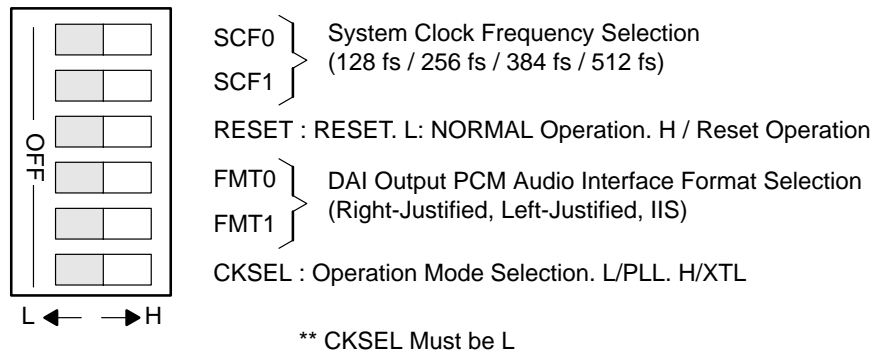 OFF
SCF0
SCF1
System Clock Frequency Selection
(128 fs / 256 fs / 384 fs / 512 fs)
RESET : RESET. L: NORMAL Operation. H / Reset Operation
FMT0
FMT1
DAI Output PCM Audio Interface Format Selection
(Right-Justified, Left-Justified, IIS)
CKSEL : Operation Mode Selection. L/PLL. H/XTL
L H
** CKSEL Must be L